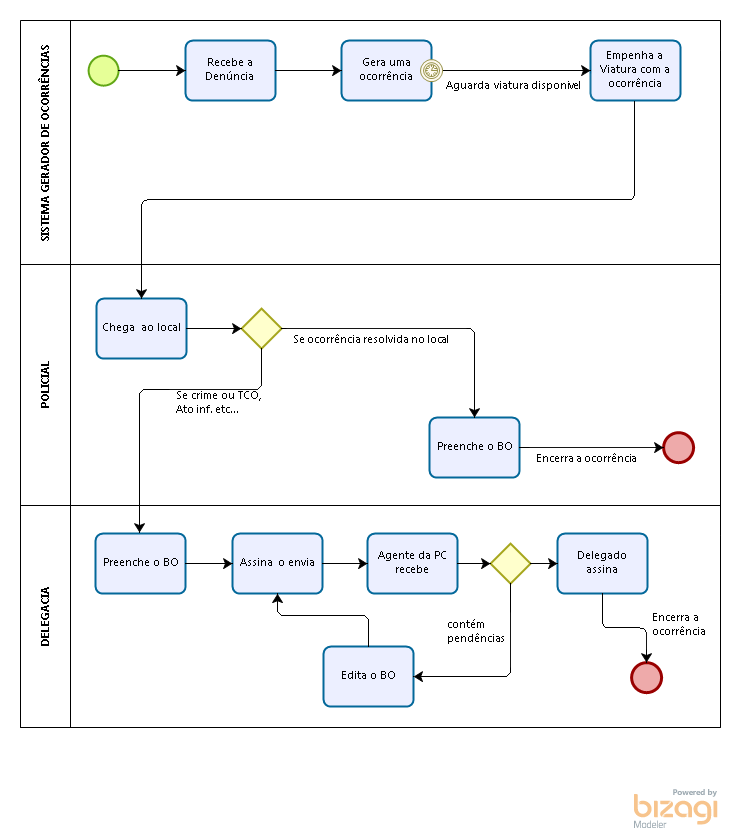 SISTEMA GERADOR DE OCORRÊNCIAS
Recebe a
Denúncia
Gera uma
ocorrência
Aguarda viatura disponível
Empenha a
Viatura com a
ocorrência
POLICIAL
Chega ao local
Se ocorrência resolvida no local
Se crime ou TCO,
Ato inf. etc...
Preenche o BO
Encerra a ocorrência
DELEGACIA
Preenche o BO
Assina o envia
Agente da PC
recebe
Delegado
assina
contém
pendências
Edita o BO
Encerra a
ocorrência
Powered by
bizagi
Modeler